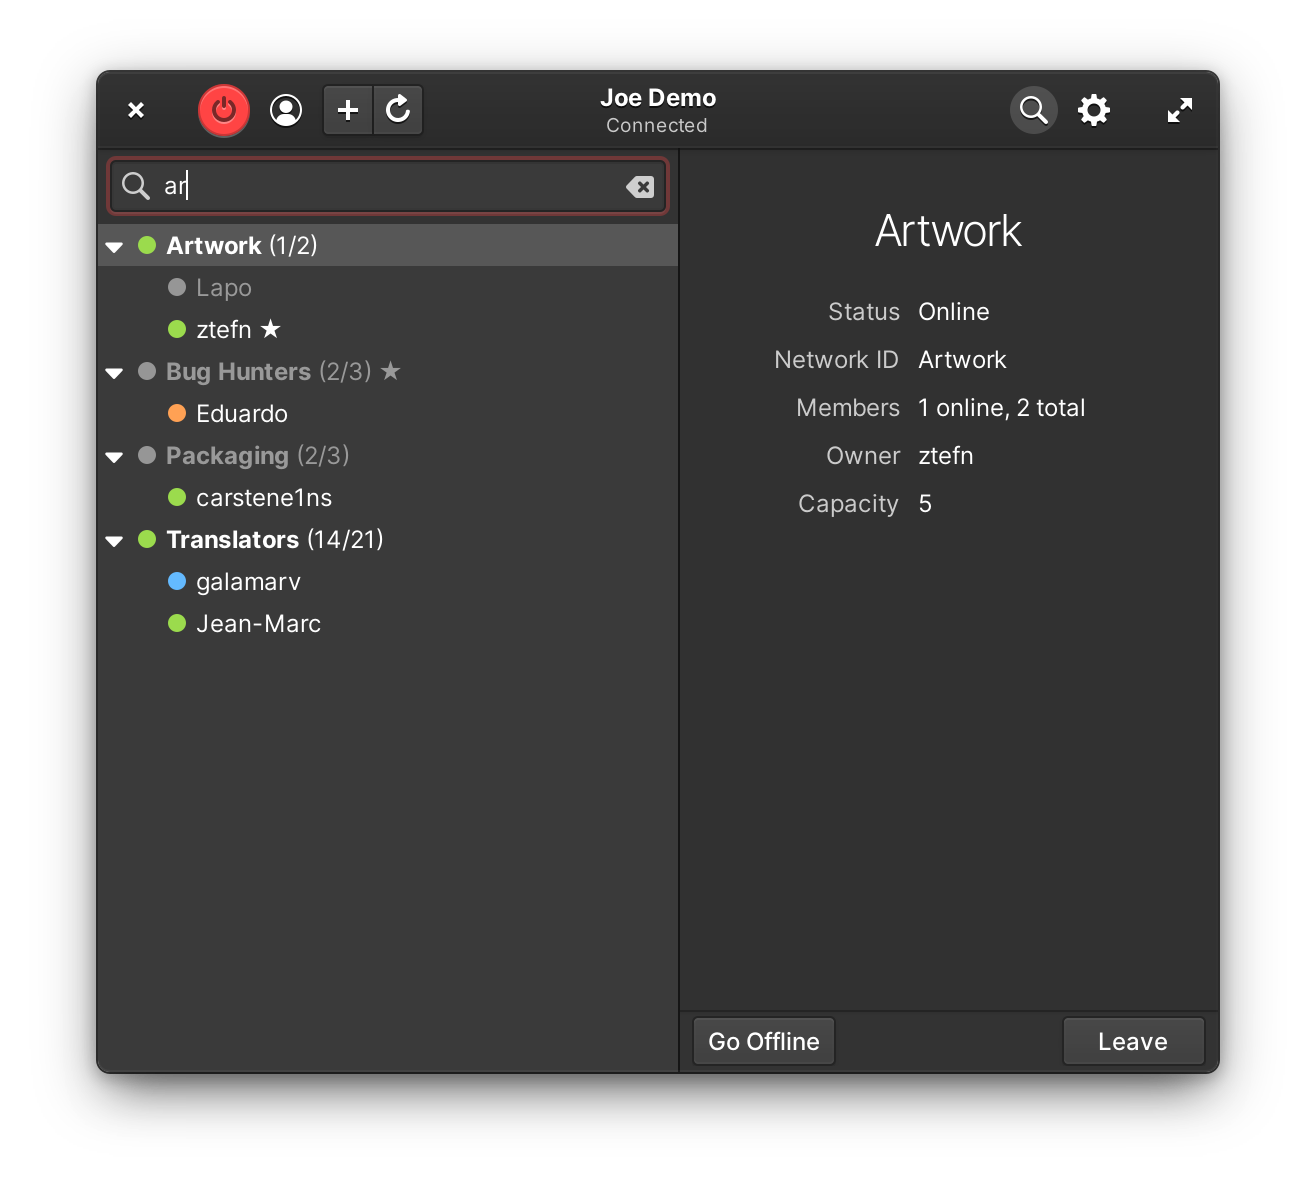 Joe Demo
Connected
ar
Artwork (1/2)
Lapo
ztefn ★
Bug Hunters (2/3) ★
Eduardo
Packaging (2/3)
carstene1ns
Translators (14/21)
galamarv
Jean-Marc
Artwork
Status Online
Network ID Artwork
Members 1 online, 2 total
Owner ztefn
Capacity 5
Go Offline
Leave